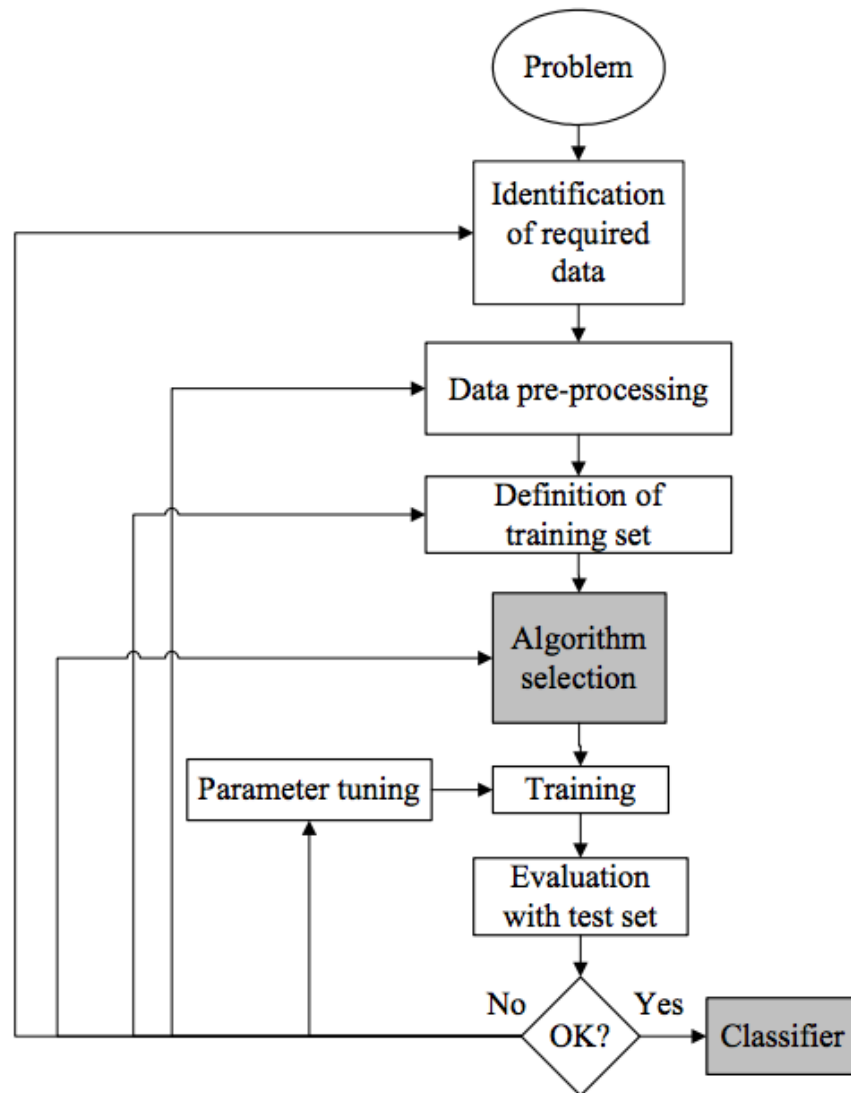 Problem
Identification
of required
data
Data pre-processing
Definition of
training set
Algorithm
selection
Parameter tuning
Training
Evaluation
with test set
No
Yes
OK?
Classifier